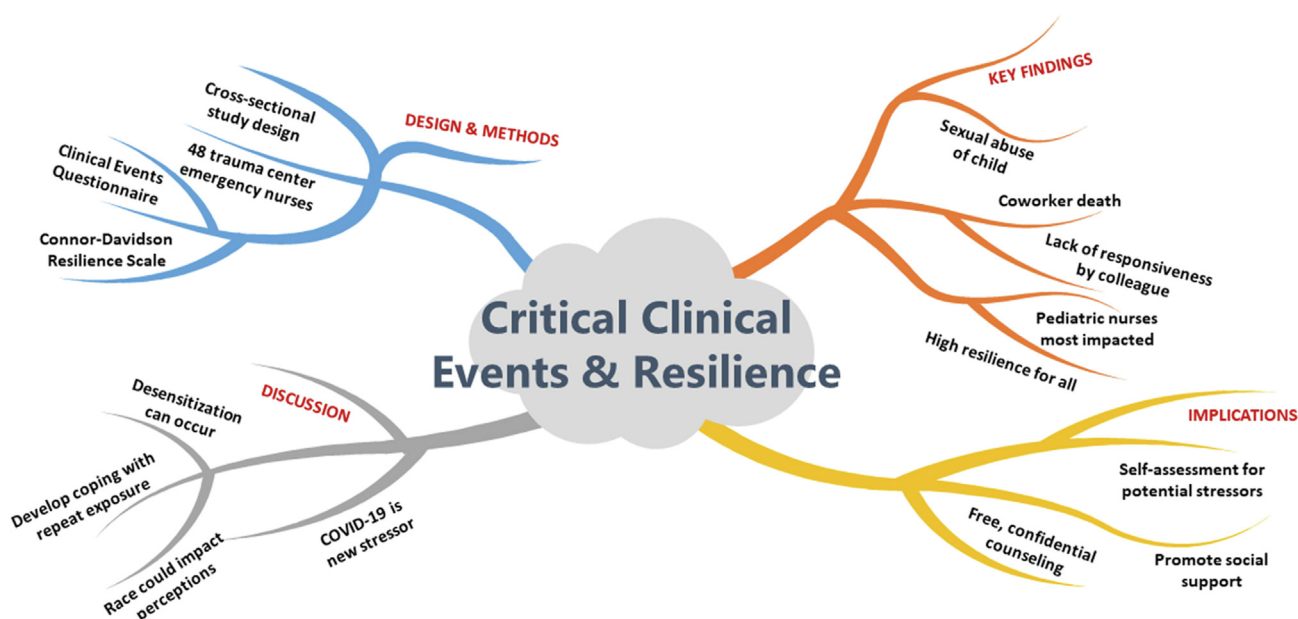 Critical Clinical
Events & Resilience
DESIGN & METHODS
Cross-sectional
study design
48 trauma center
emergency nurses
Clinical Events
Questionnaire
Connor-Davidson
Resilience Scale
KEY FINDINGS
Sexual abuse
of child
Coworker death
Lack of responsiveness
by colleague
Pediatric nurses
most impacted
High resilience for all
DISCUSSION
Desensitization
can occur
Develop coping with
repeat exposure
Race could impact
perceptions
COVID-19 is
new stressor
IMPLICATIONS
Self-assessment for
potential stressors
Promote social
support
Free, confidential
counseling